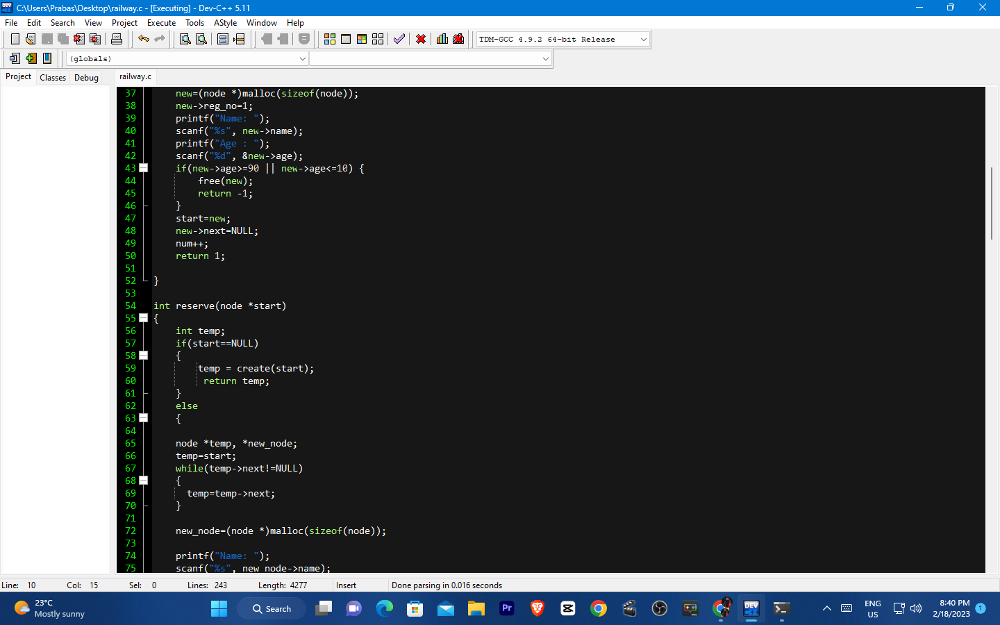 C:\Users\Prabas\Desktop\railway.c - [Executing] - Dev-C++ 5.11
File Edit Search View Project Execute Tools AStyle Window Help
TDM-GCC 4.9.2 64-bit Release
(globals)
Project Classes Debug railway.c
37 new=(node *)malloc(sizeof(node));
38 new->reg_no=1;
39 printf("Name: ");
40 scanf("%s", new->name);
41 printf("Age : ");
42 scanf("%d", &new->age);
43 if(new->age>=90 || new->age<=10) {
44 free(new);
45 return -1;
46 }
47 start=new;
48 new->next=NULL;
49 num++;
50 return 1;
51
52 }
53
54 int reserve(node *start)
55 {
56 int temp;
57 if(start==NULL)
58 {
59 temp = create(start);
60 return temp;
61 }
62 else
63 {
64
65 node *temp, *new_node;
66 temp=start;
67 while(temp->next!=NULL)
68 {
69 temp=temp->next;
70 }
71
72 new_node=(node *)malloc(sizeof(node));
73
74 printf("Name: ");
75 scanf("%s", new_node->name);
Line: 10 Col: 15 Sel: 0 Lines: 243 Length: 4277 Insert Done parsing in 0.016 seconds
23°C
Mostly sunny
Search
Pr
DEV
ENG
US
8:40 PM
2/18/2023
1